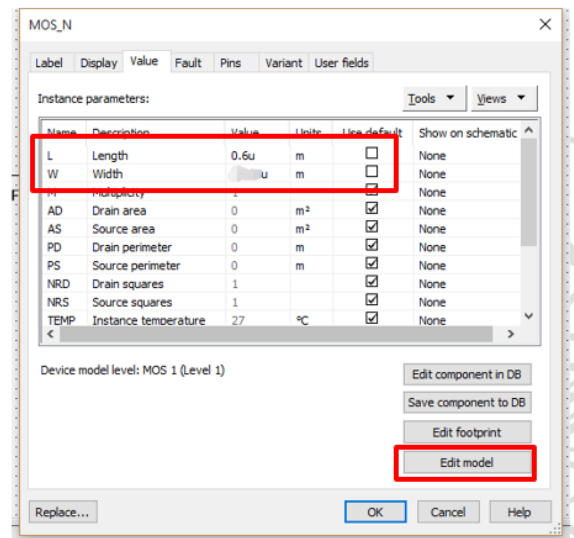 MOS_N
Label Display Value Fault Pins Variant User fields
Instance parameters: Tools Views
Name Description Value Units Use default Show on schematic
L Length 0.6u m None
W Width u m None
M Multiplicity 1 None
AD Drain area 0 m² None
AS Source area 0 m² None
PD Drain perimeter 0 m None
PS Source perimeter 0 m None
NRD Drain squares 1 None
NRS Source squares 1 None
TEMP Instance temperature 27 °C None
Device model level: MOS 1 (Level 1)
Edit component in DB
Save component to DB
Edit footprint
Edit model
Replace... OK Cancel Help